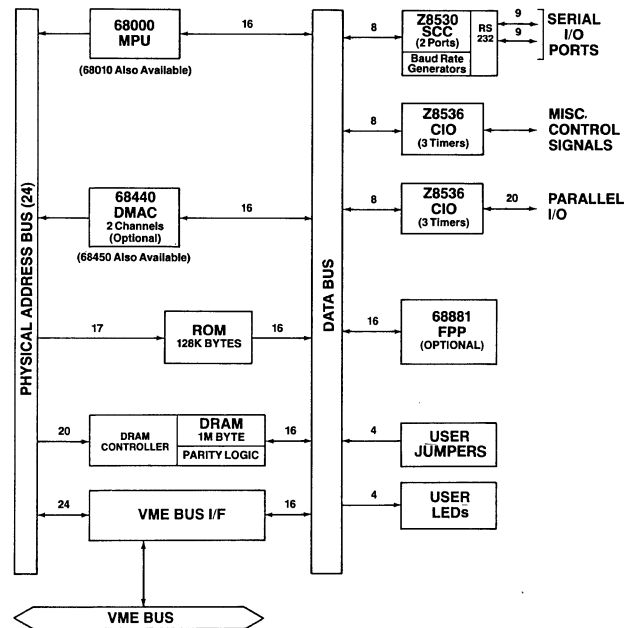 68000
MPU
(68010 Also Available)
16
8
Z8530
SCC
(2 Ports)
Baud Rate
Generators
RS
232
9
9
SERIAL
I/O
PORTS
8
Z8536
CIO
(3 Timers)
MISC.
CONTROL
SIGNALS
68440
DMAC
2 Channels
(Optional)
(68450 Also Available)
16
8
Z8536
CIO
(3 Timers)
20
PARALLEL
I/O
PHYSICAL ADDRESS BUS (24)
DATA BUS
17
ROM
128K BYTES
16
16
68881
FPP
(OPTIONAL)
20
DRAM
CONTROLLER
DRAM
1M BYTE
PARITY LOGIC
16
4
USER
JUMPERS
24
VME BUS I/F
16
4
USER
LEDs
VME BUS